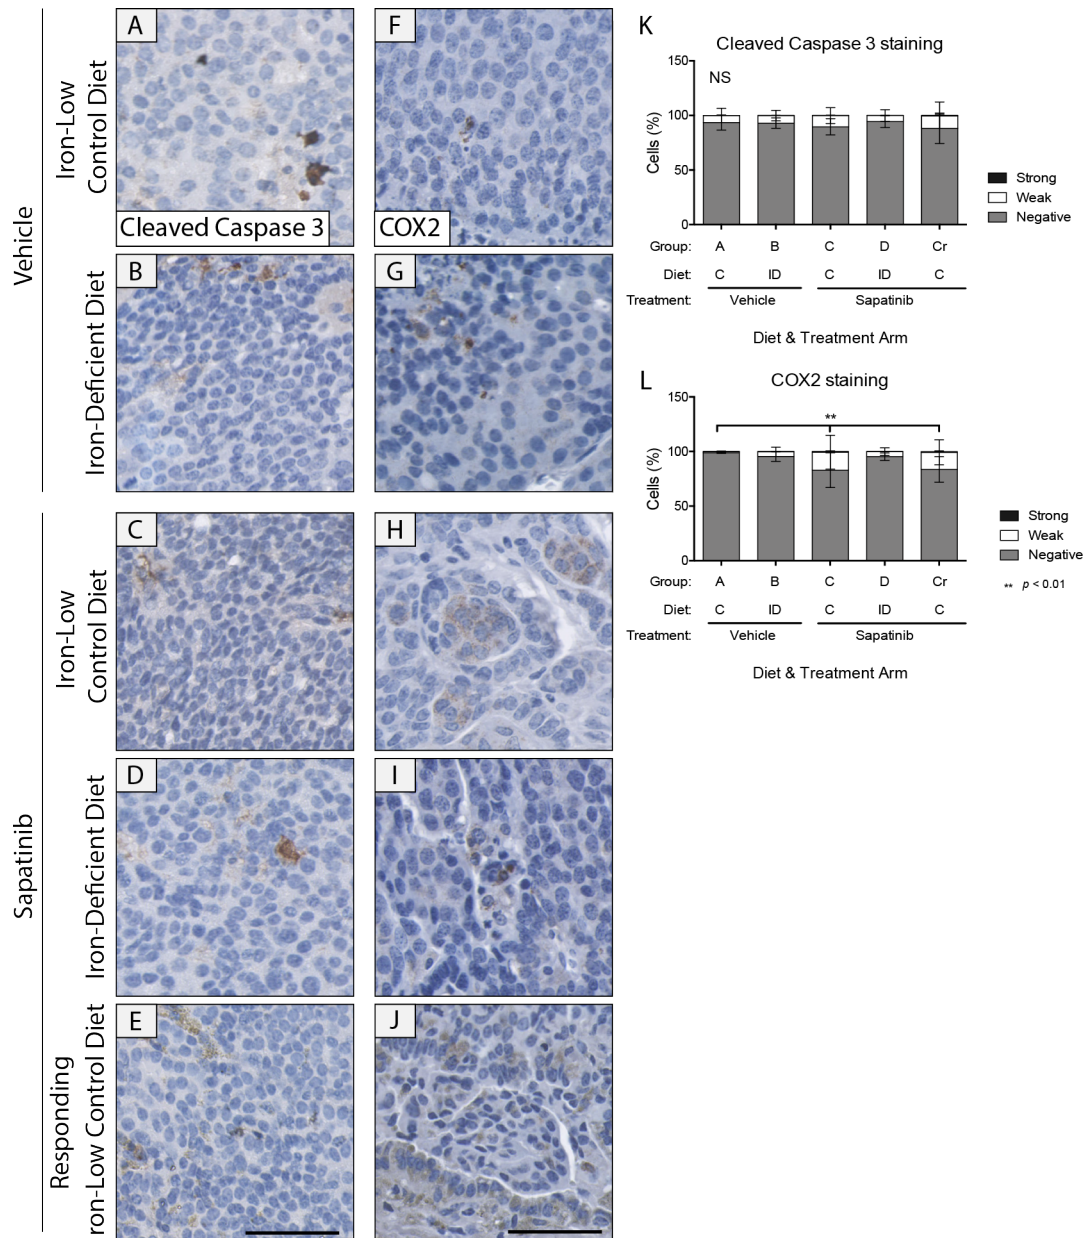 Vehicle
Iron-Low
Control Diet
A
Cleaved Caspase 3
F
COX2
Iron-Deficient Diet
B
G
Sapatinib
Iron-Low
Control Diet
C
H
Iron-Deficient Diet
D
I
Responding
ron-Low Control Diet
E
J
K
Cleaved Caspase 3 staining
NS
Cells (%)
150
100
50
0
Strong
Weak
Negative
Group: A B C D Cr
Diet: C ID C ID C
Treatment: Vehicle Sapatinib
Diet & Treatment Arm
L
COX2 staining
**
Cells (%)
150
100
50
0
Strong
Weak
Negative
** p < 0.01
Group: A B C D Cr
Diet: C ID C ID C
Treatment: Vehicle Sapatinib
Diet & Treatment Arm